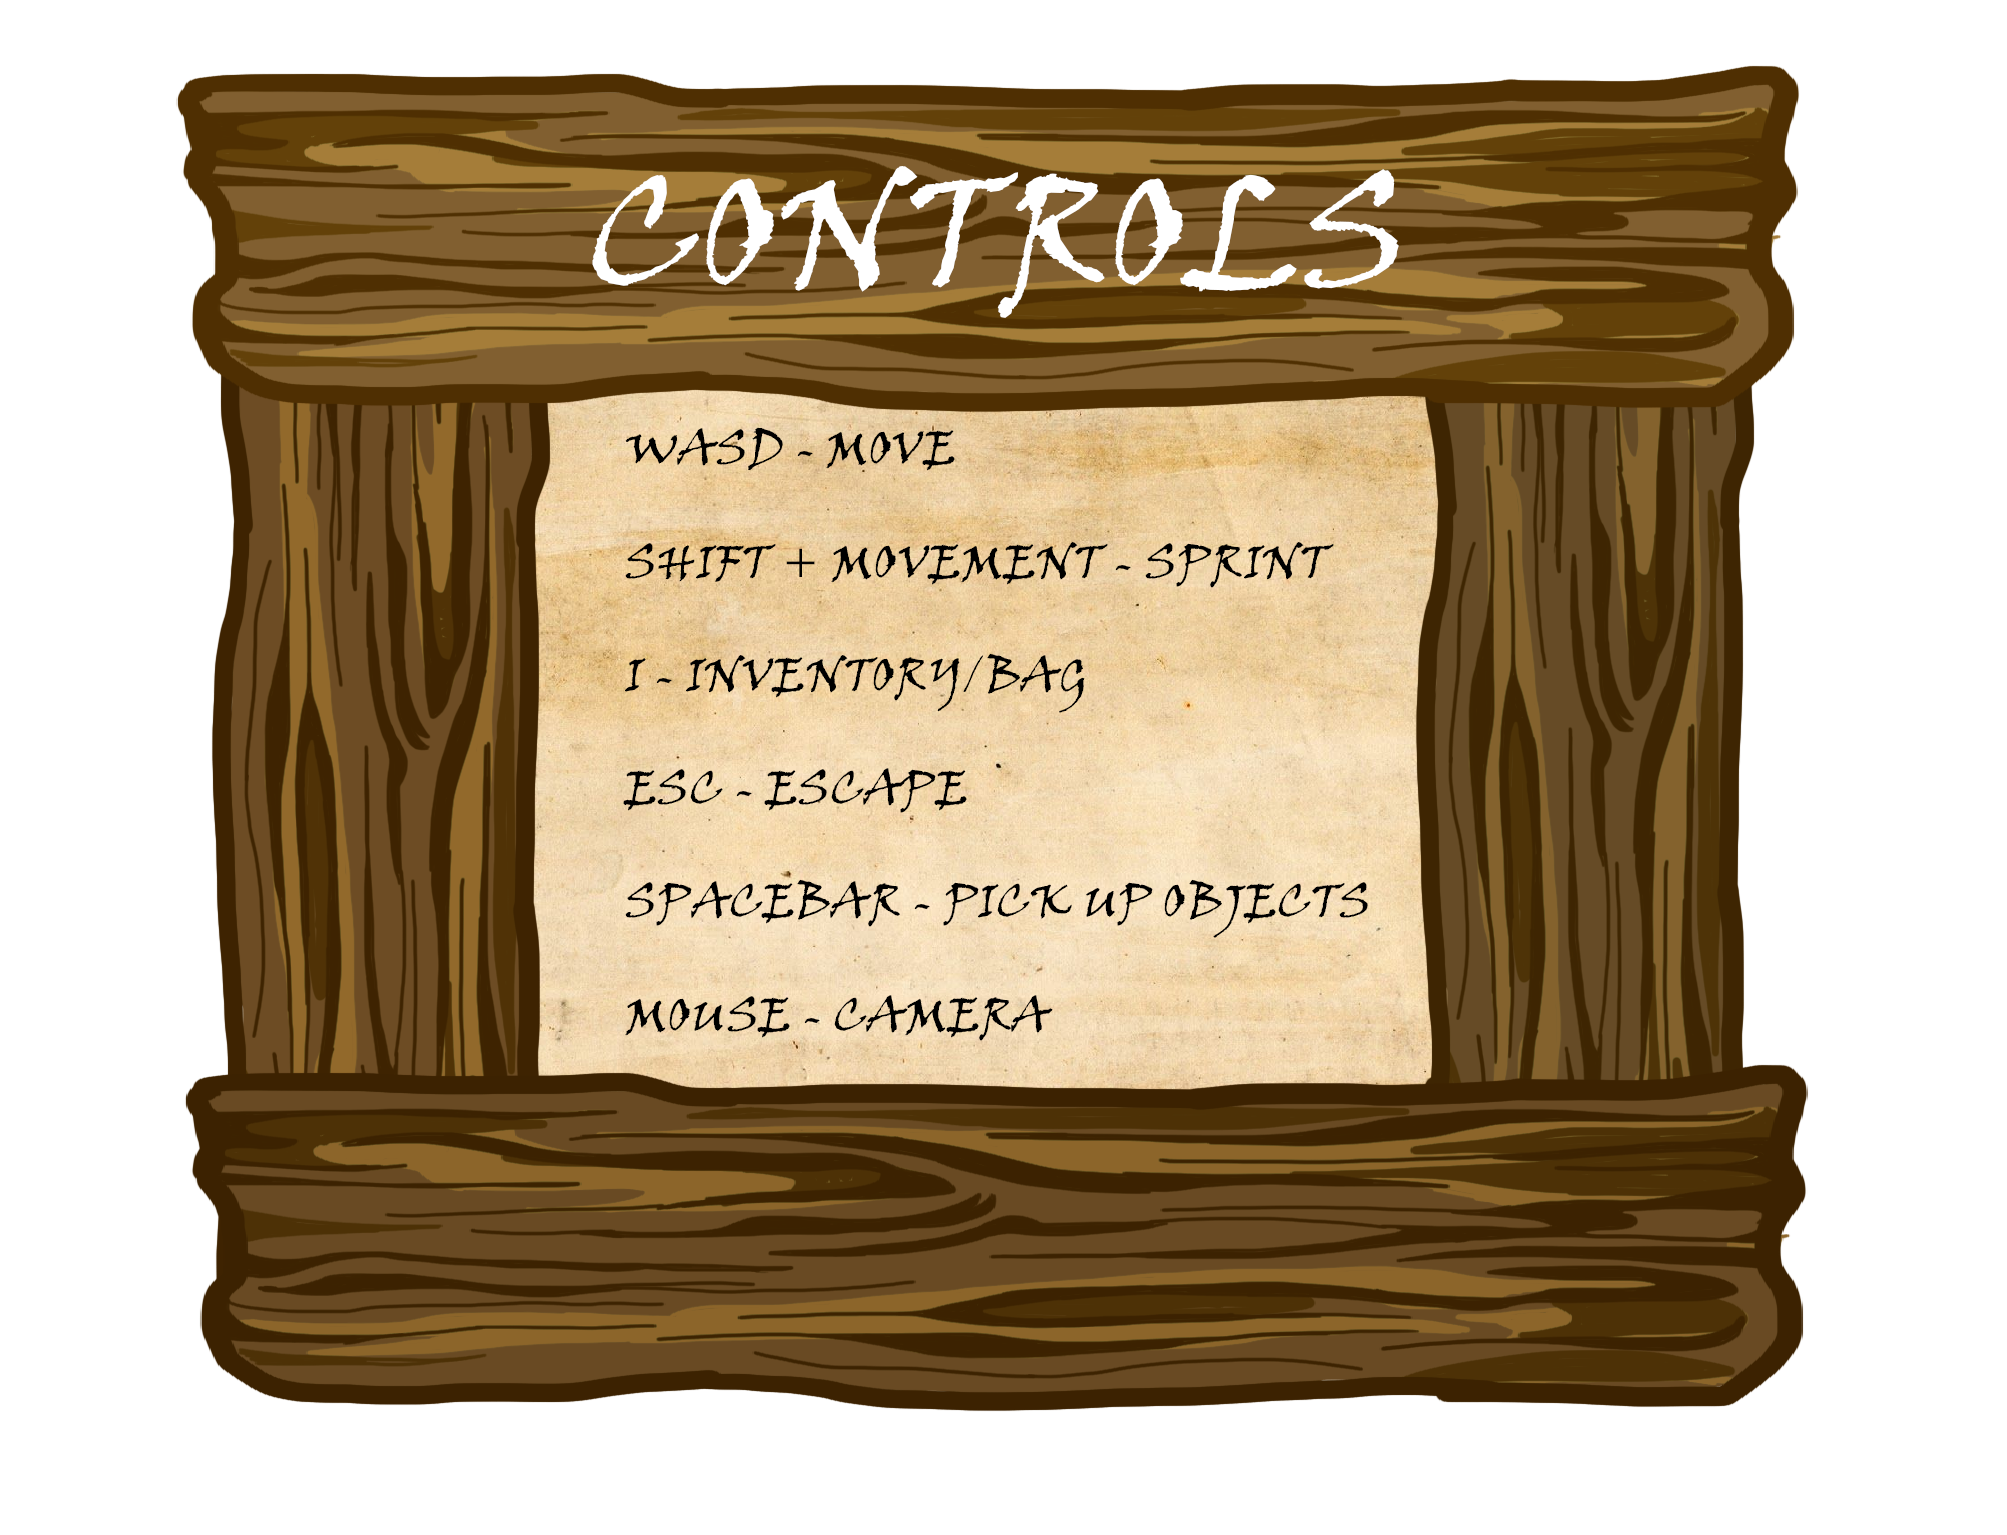 CONTROLS
WASD - MOVE
SHIFT + MOVEMENT - SPRINT
I - INVENTORY/BAG
ESC - ESCAPE
SPACEBAR - PICK UP OBJECTS
MOUSE - CAMERA